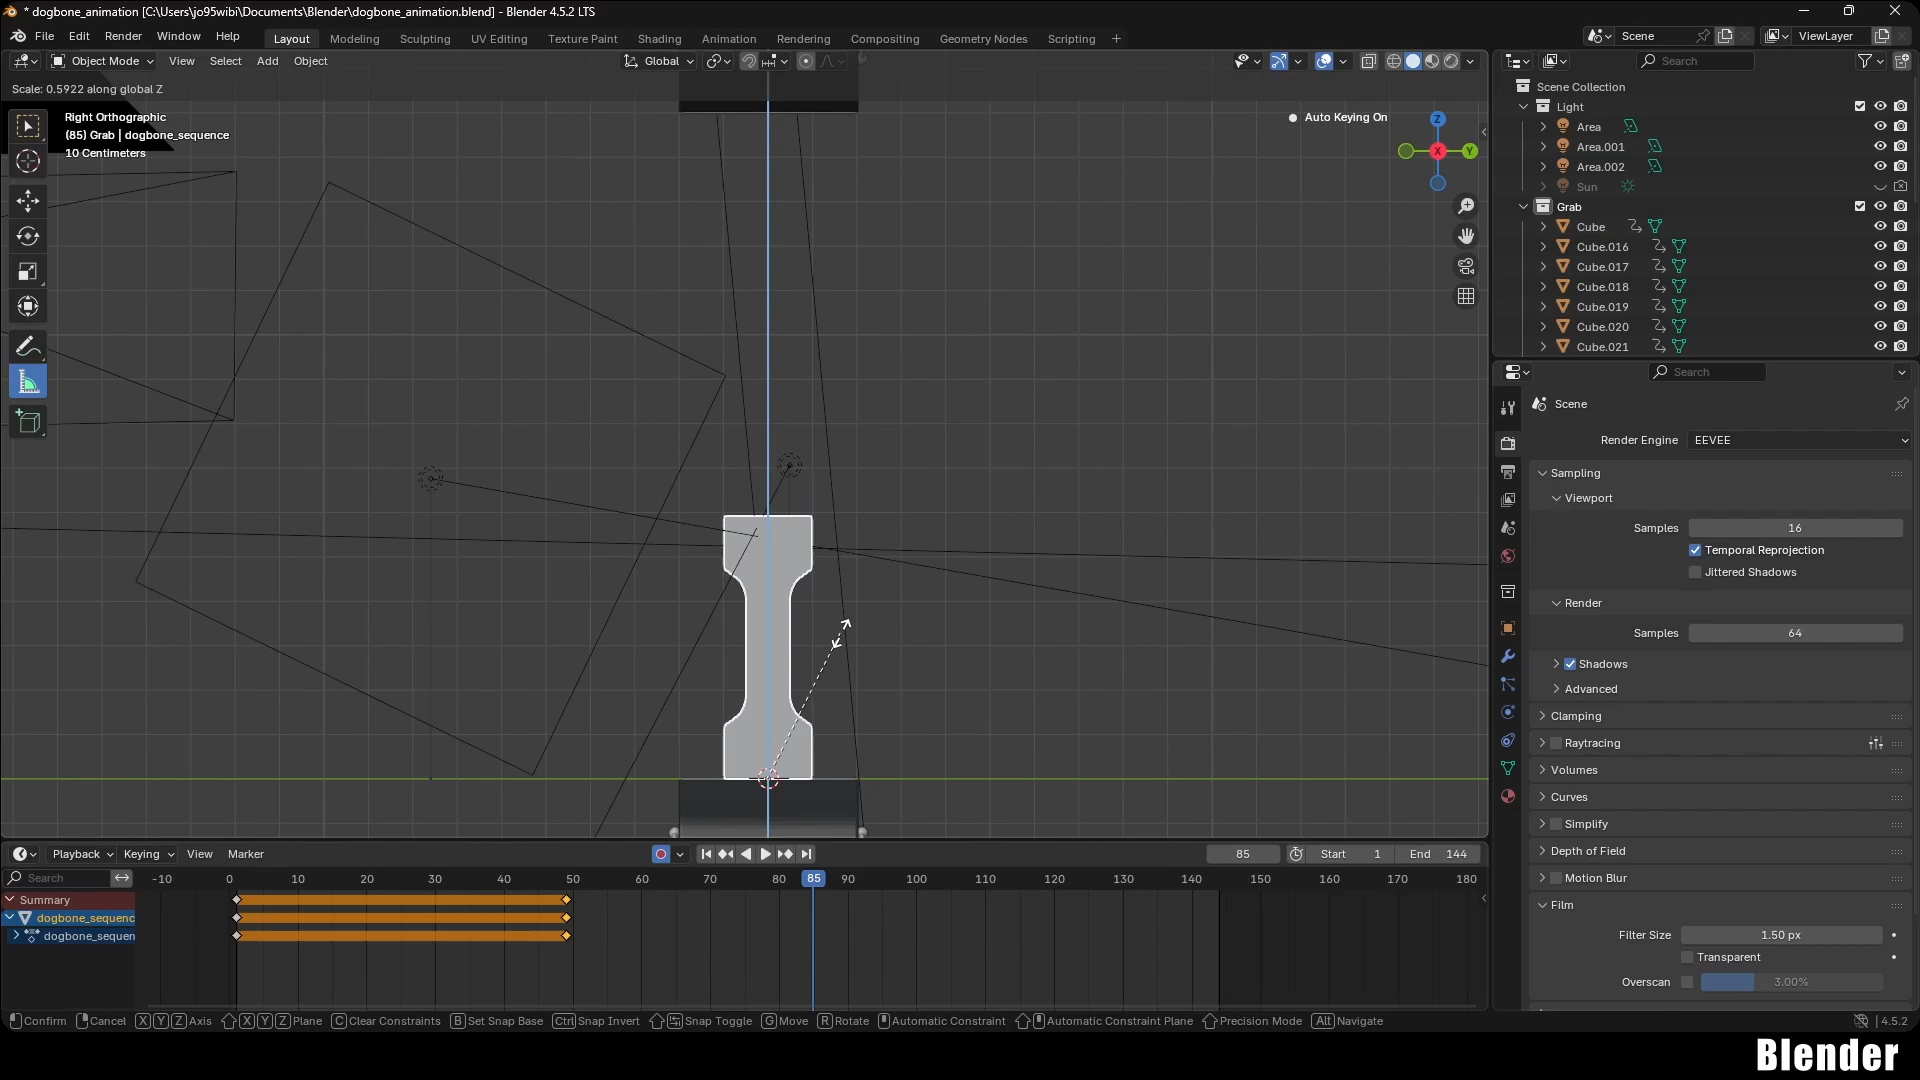 * dogbone_animation [C:\Users\jo95wibi\Documents\Blender\dogbone_animation.blend] - Blender 4.5.2 LTS
File Edit Render Window Help Layout Modeling Sculpting UV Editing Texture Paint Shading Animation Rendering Compositing Geometry Nodes Scripting + Scene ViewLayer
Object Mode View Select Add Object Global Search
Scale: 0.5922 along global Z
Scene Collection
Light
Right Orthographic
(85) Grab | dogbone_sequence
10 Centimeters
Auto Keying On
Z
X
Y
Area
Area.001
Area.002
Sun
Grab
Cube
Cube.016
Cube.017
Cube.018
Cube.019
Cube.020
Cube.021
Search
Scene
Render Engine EEVEE
Sampling
Viewport
Samples 16
Temporal Reprojection
Jittered Shadows
Render
Samples 64
Shadows
Advanced
Clamping
Raytracing
Volumes
Curves
Simplify
Depth of Field
Motion Blur
Film
Filter Size 1.50 px
Transparent
Overscan 3.00%
Playback Keying View Marker 85 Start 1 End 144
Search -10 0 10 20 30 40 50 60 70 80 85 90 100 110 120 130 140 150 160 170 180
Summary
dogbone_sequenc
dogbone_sequen
Confirm Cancel X Y Z Axis X Y Z Plane C Clear Constraints B Set Snap Base Ctrl Snap Invert Snap Toggle G Move R Rotate Automatic Constraint Automatic Constraint Plane Precision Mode Alt Navigate 4.5.2
Blender